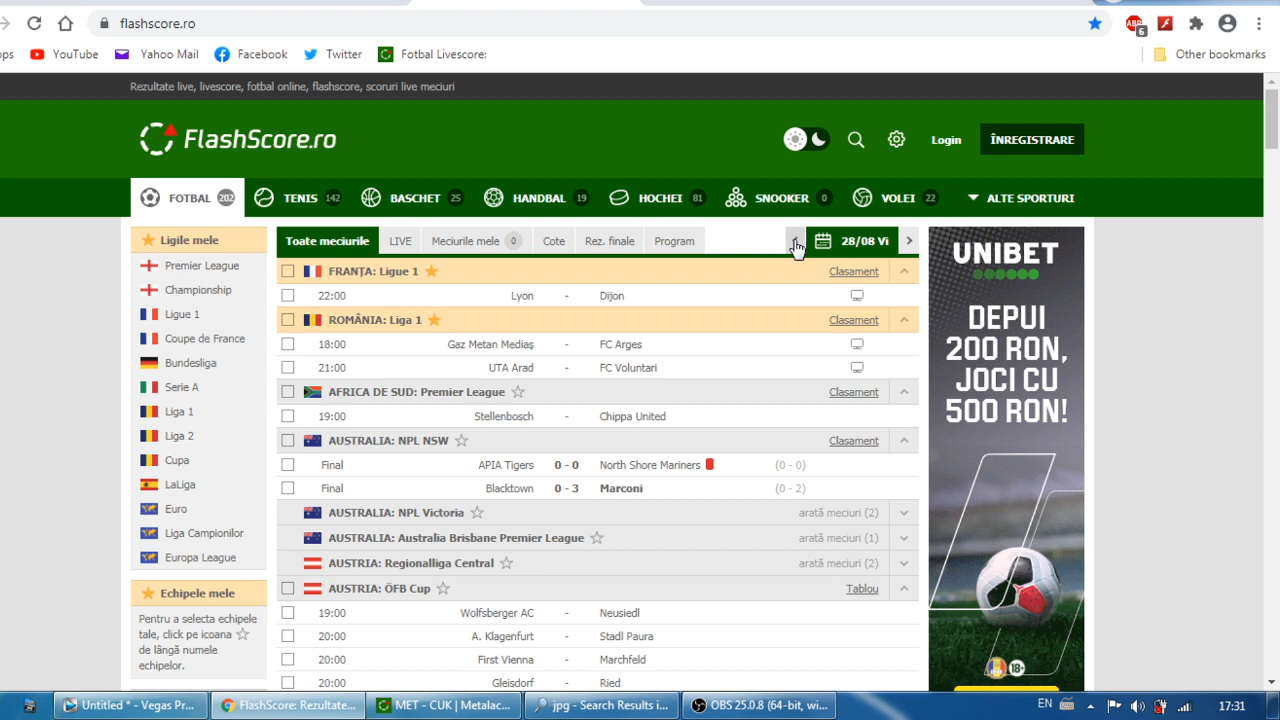 flashscore.ro
6
ps YouTube Yahoo Mail Facebook Twitter Fotbal Livescore: Other bookmarks
Rezultate live, livescore, fotbal online, flashscore, scoruri live meciuri
FlashScore.ro Login ÎNREGISTRARE
FOTBAL 202 TENIS 142 BASCHET 25 HANDBAL 19 HOCHEI 81 SNOOKER 0 VOLEI 22 ALTE SPORTURI
Ligile mele
Premier League
Championship
Ligue 1
Coupe de France
Bundesliga
Serie A
Liga 1
Liga 2
Cupa
LaLiga
Euro
Liga Campionilor
Europa League
Echipele mele
Pentru a selecta echipele
tale, click pe icoana
de lângă numele
echipelor.
Toate meciurile LIVE Meciurile mele 0 Cote Rez. finale Program 28/08 Vi
FRANȚA: Ligue 1 Clasament
22:00 Lyon - Dijon
ROMÂNIA: Liga 1 Clasament
18:00 Gaz Metan Mediaș - FC Arges
21:00 UTA Arad - FC Voluntari
AFRICA DE SUD: Premier League Clasament
19:00 Stellenbosch - Chippa United
AUSTRALIA: NPL NSW Clasament
Final APIA Tigers 0 - 0 North Shore Mariners (0 - 0)
Final Blacktown 0 - 3 Marconi (0 - 2)
AUSTRALIA: NPL Victoria arată meciuri (2)
AUSTRALIA: Australia Brisbane Premier League arată meciuri (1)
AUSTRIA: Regionalliga Central arată meciuri (2)
AUSTRIA: ÖFB Cup Tablou
19:00 Wolfsberger AC - Neusiedl
20:00 A. Klagenfurt - Stadl Paura
20:00 First Vienna - Marchfeld
20:00 Gleisdorf - Ried
UNIBET
DEPUI
200 RON,
JOCI CU
500 RON!
18+
Untitled * - Vegas Pr... FlashScore: Rezultate... MET - CUK | Metalac... jpg - Search Results i... OBS 25.0.8 (64-bit, wi... EN 17:31
ABP